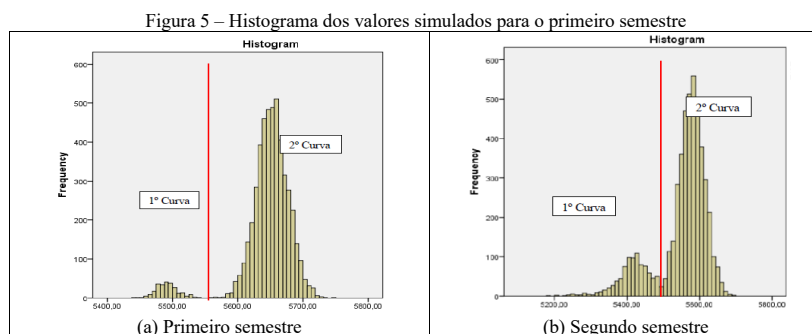 Figura 5 – Histograma dos valores simulados para o primeiro semestre
Histogram
600
500
400
300
200
100
0
Frequency
1º Curva
2º Curva
5400 5500,00 5600,00 5700,00 5800,00
(a) Primeiro semestre
Histogram
600
500
400
300
200
100
0
Frequency
1º Curva
2º Curva
5200,00 5400,00 5600,00 5800,00
(b) Segundo semestre